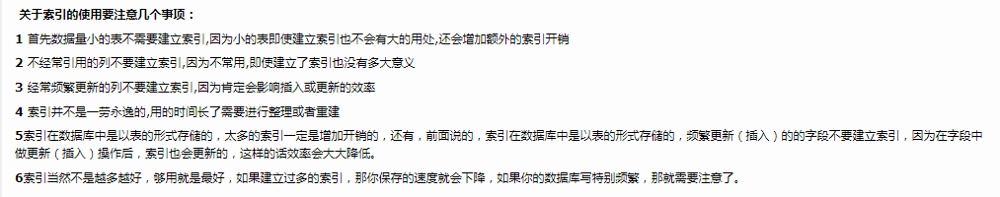 关于索引的使用要注意几个事项：
1 首先数据量小的表不需要建立索引,因为小的表即使建立索引也不会有大的用处,还会增加额外的索引开销
2 不经常引用的列不要建立索引,因为不常用,即使建立了索引也没有多大意义
3 经常频繁更新的列不要建立索引,因为肯定会影响插入或更新的效率
4 索引并不是一劳永逸的,用的时间长了需要进行整理或者重建
5索引在数据库中是以表的形式存储的，太多的索引一定是增加开销的，还有，前面说的，索引在数据库中是以表的形式存储的，频繁更新（插入）的的字段不要建立索引，因为在字段中
做更新（插入）操作后，索引也会更新的，这样的话效率会大大降低。
6索引当然不是越多越好，够用就是最好，如果建立过多的索引，那你保存的速度就会下降，如果你的数据库写特别频繁，那就需要注意了。